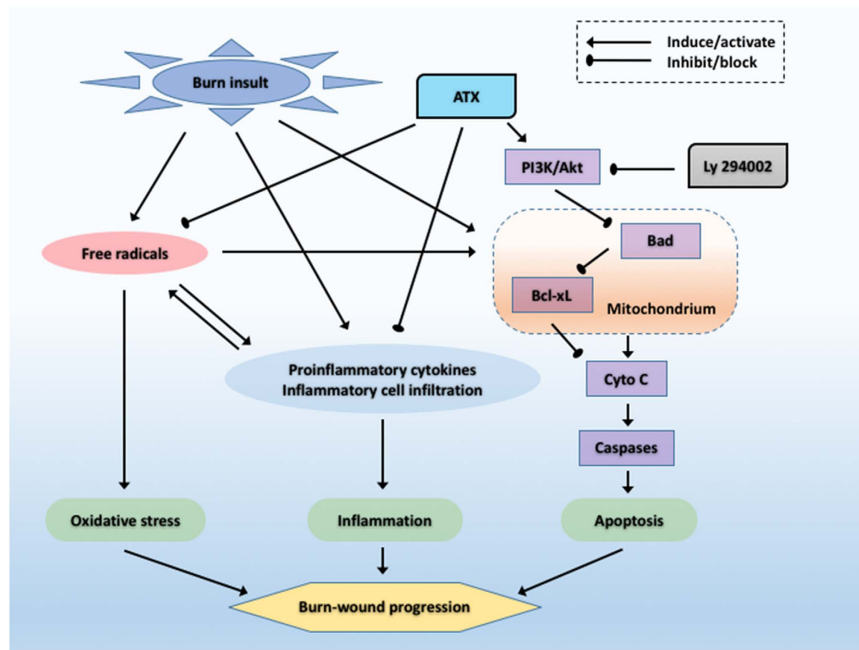 Induce/activate
Inhibit/block
Burn insult
ATX
PI3K/Akt
Ly 294002
Free radicals
Bad
Bcl-xL
Mitochondrium
Proinflammatory cytokines
Inflammatory cell infiltration
Cyto C
Caspases
Oxidative stress
Inflammation
Apoptosis
Burn-wound progression